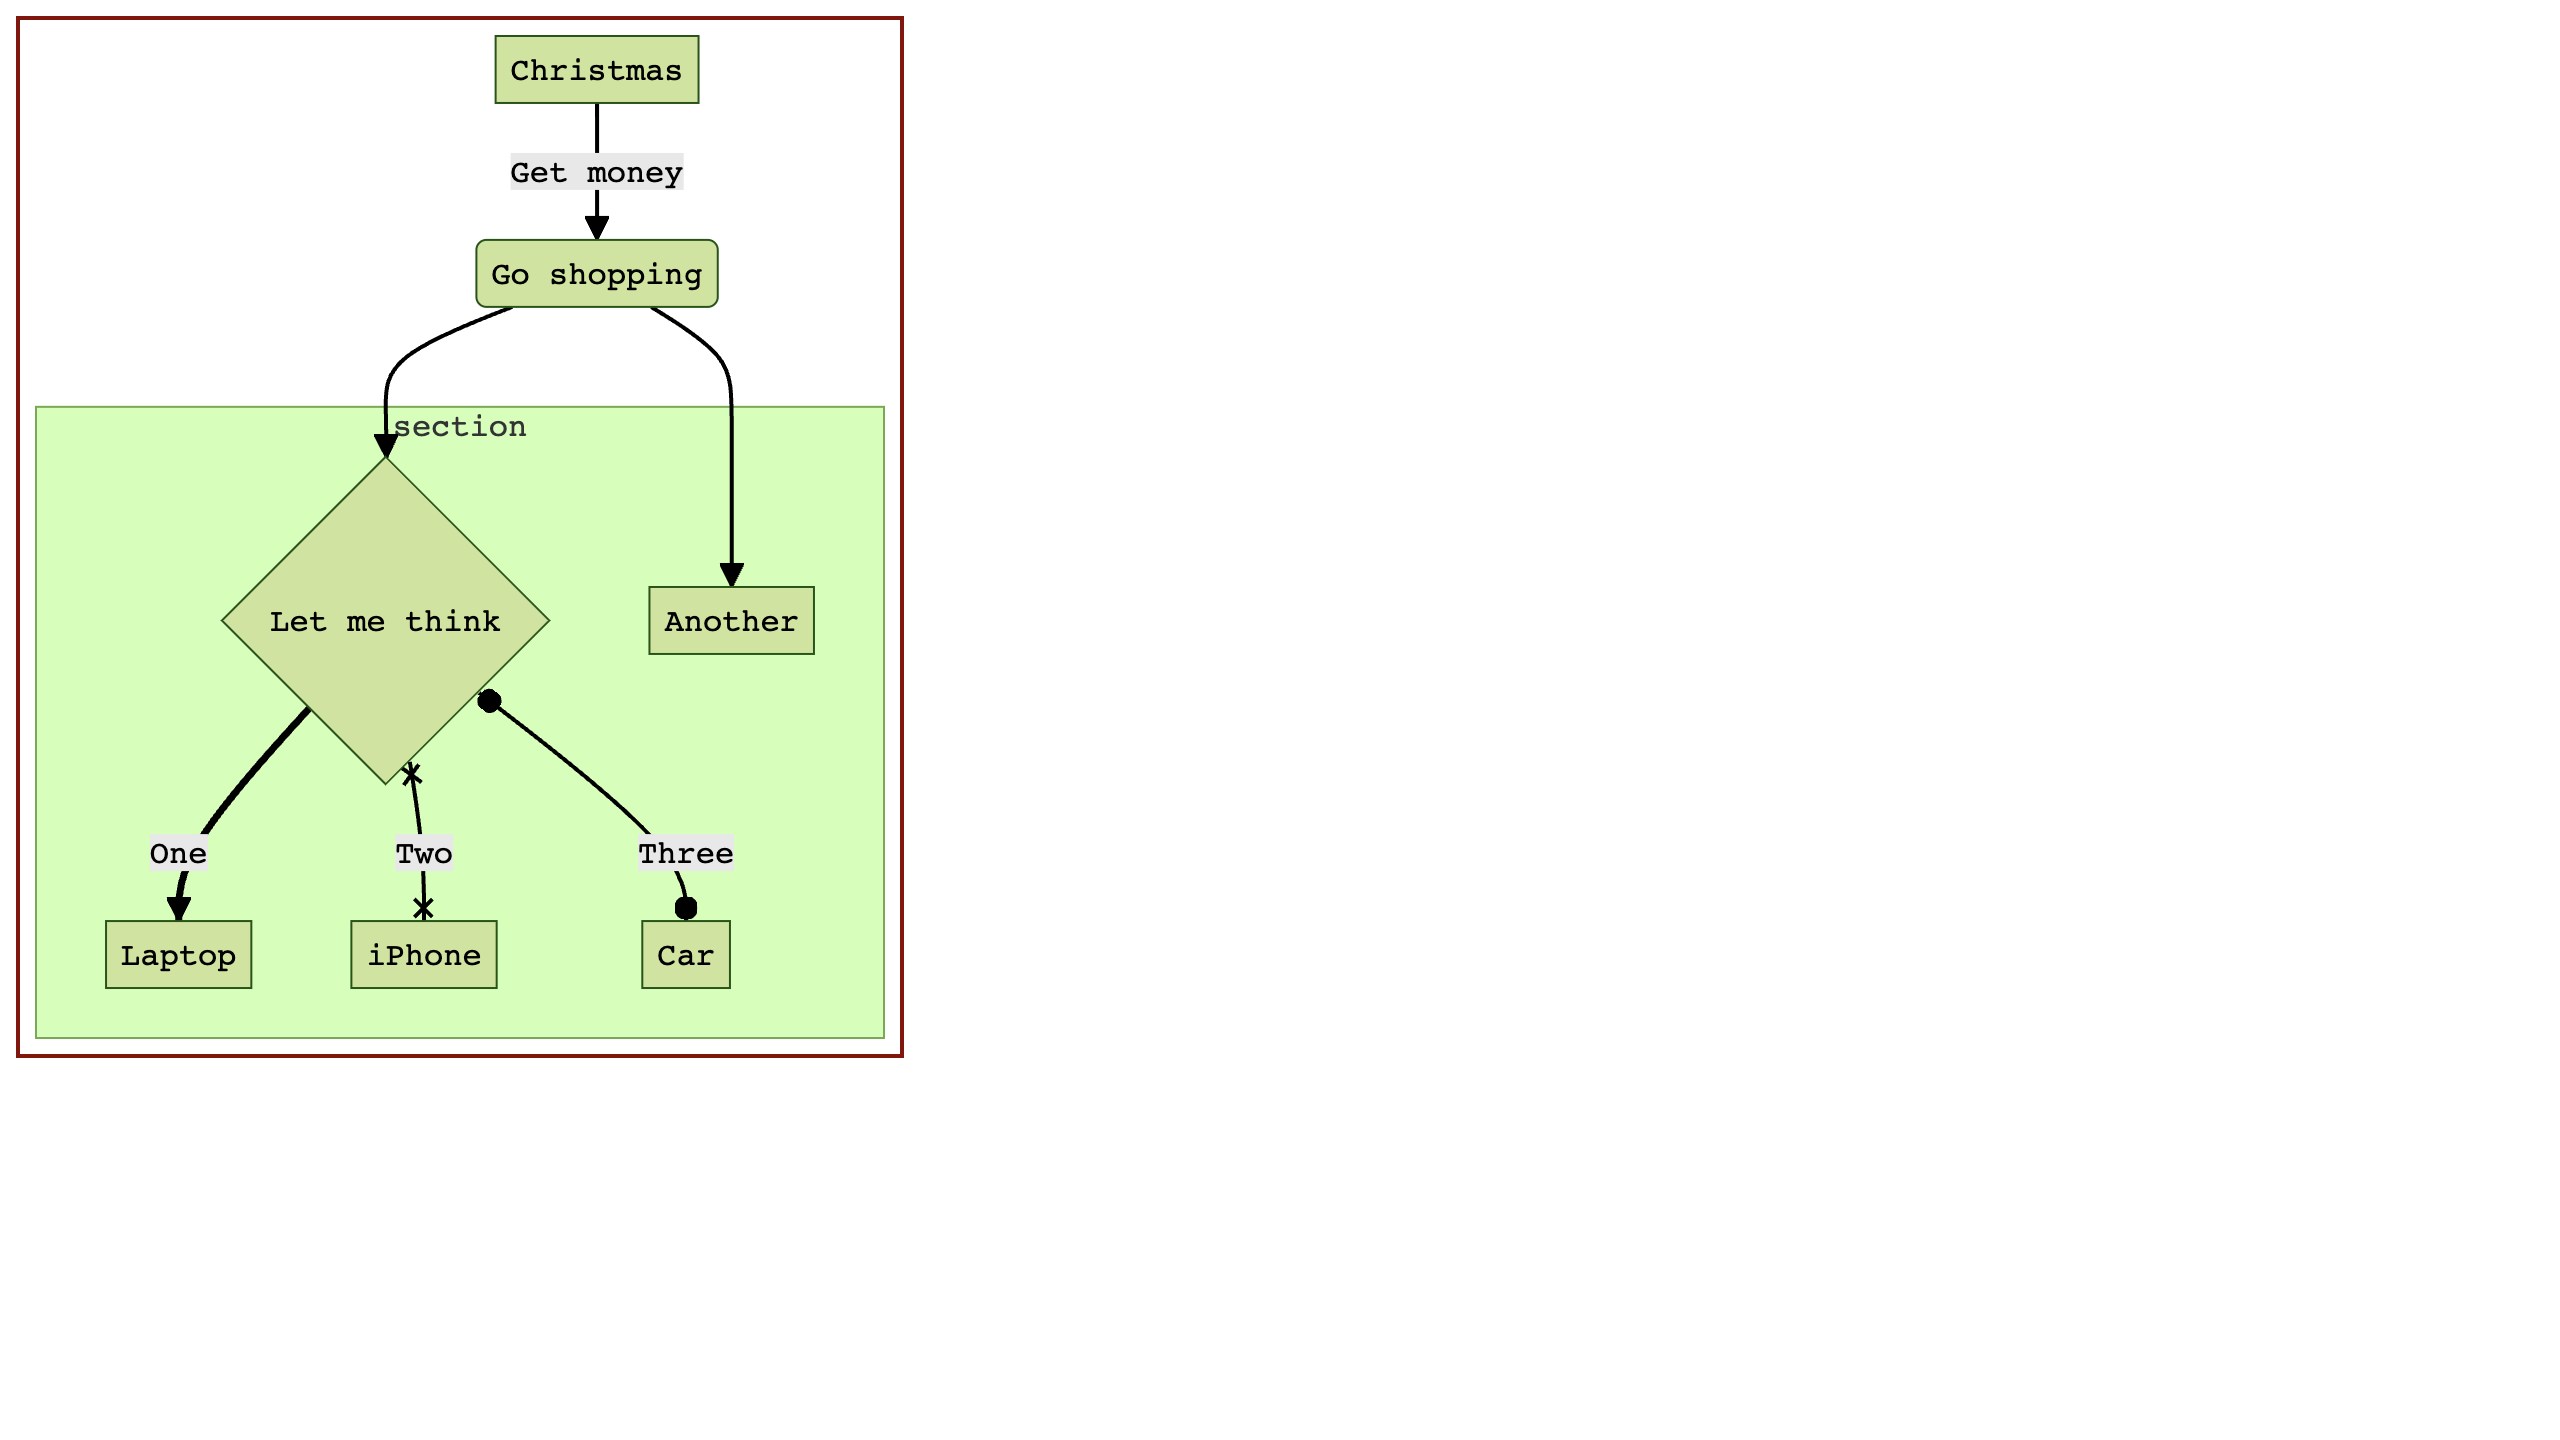 Christmas
Get money
Go shopping
section
Let me think
Another
One
Two
Three
Laptop
iPhone
Car